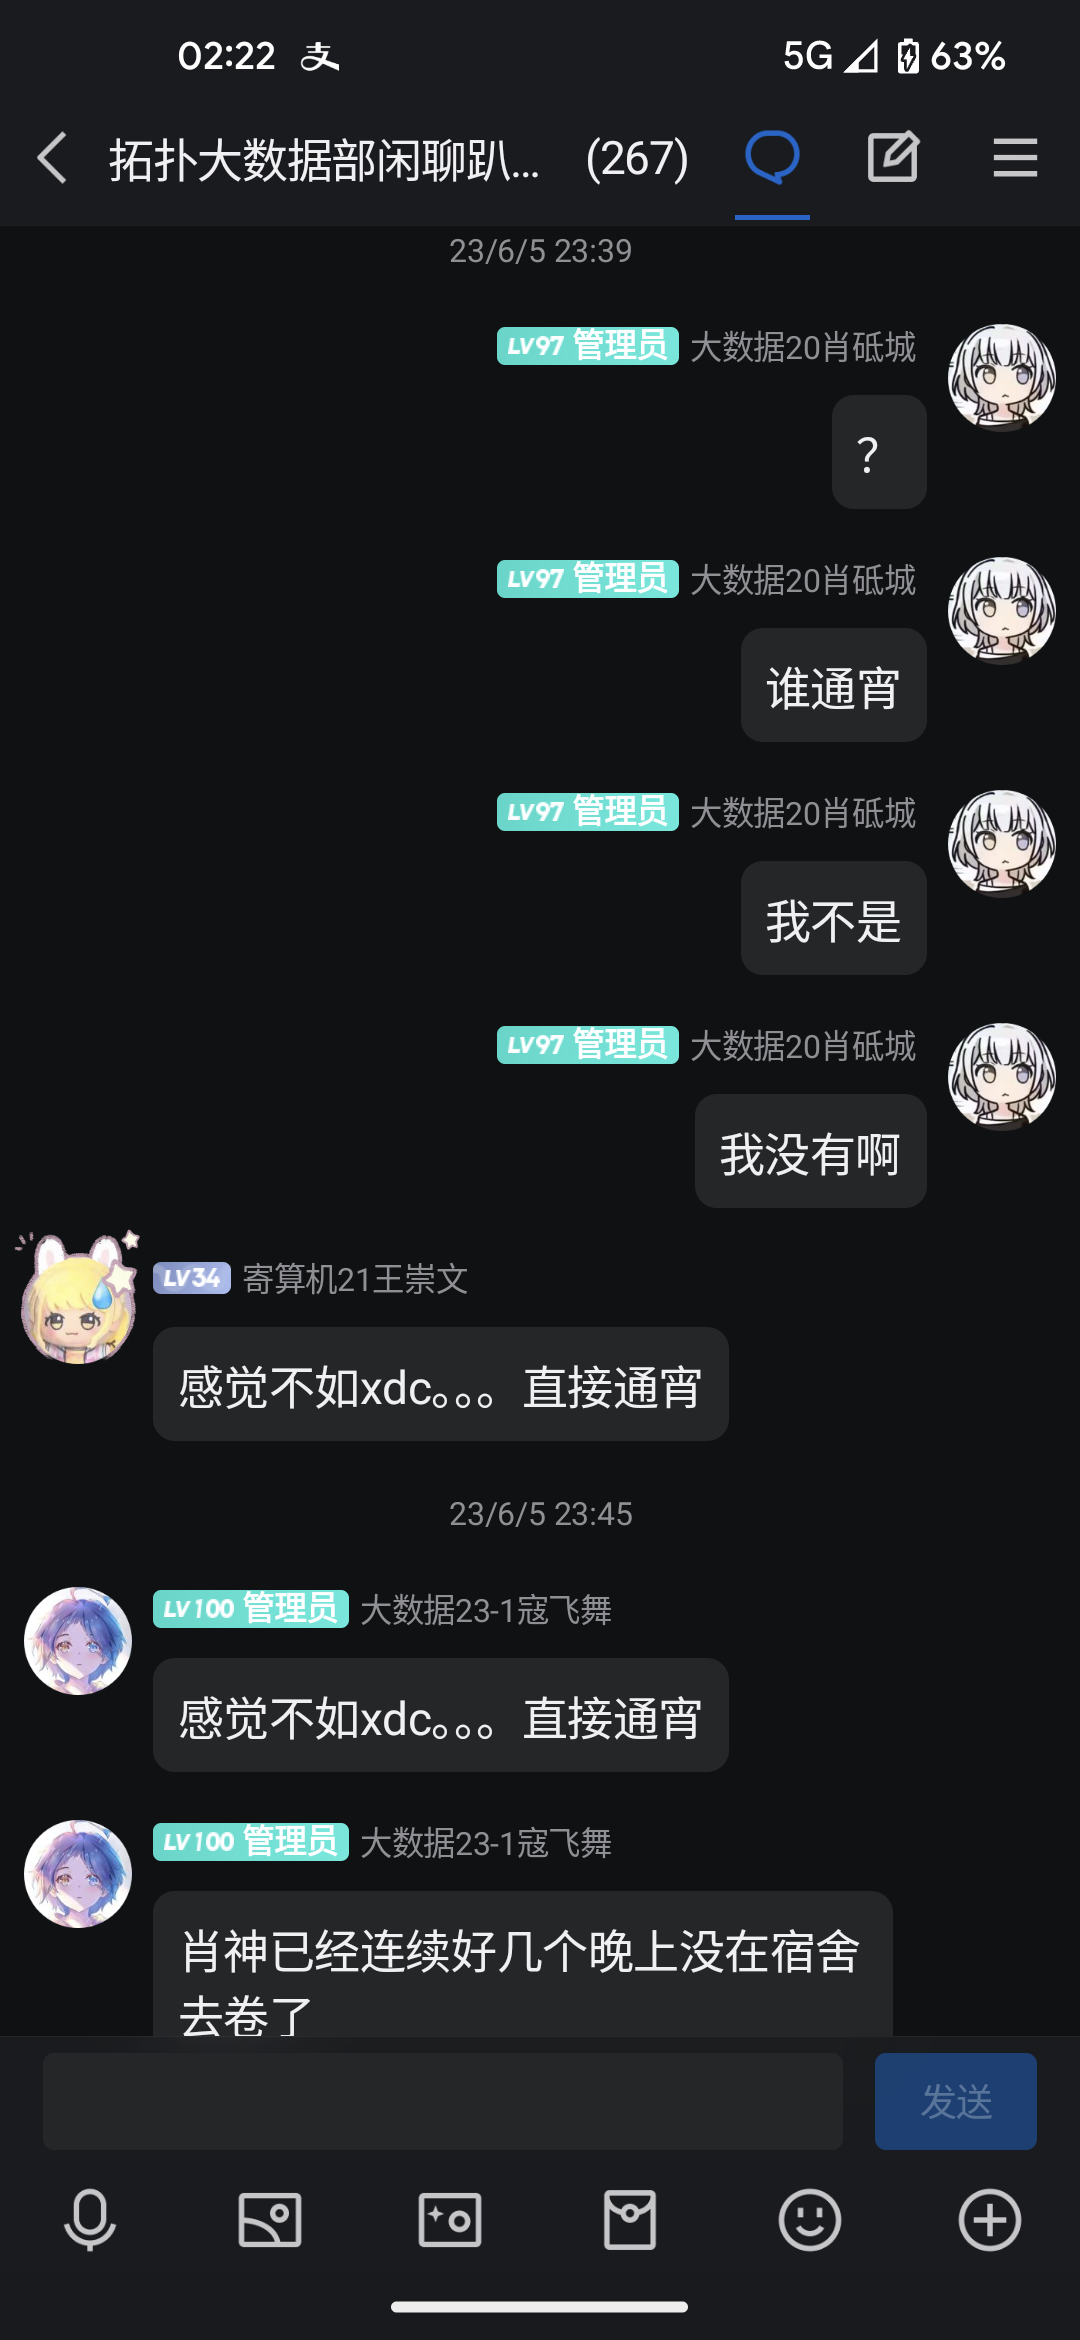 02:22 支 5G 63%
拓扑大数据部闲聊趴... (267)
23/6/5 23:39
LV97 管理员 大数据20肖砥城
？
LV97 管理员 大数据20肖砥城
谁通宵
LV97 管理员 大数据20肖砥城
我不是
LV97 管理员 大数据20肖砥城
我没有啊
LV34 寄算机21王崇文
感觉不如xdc。。。直接通宵
23/6/5 23:45
LV100 管理员 大数据23-1寇飞舞
感觉不如xdc。。。直接通宵
LV100 管理员 大数据23-1寇飞舞
肖神已经连续好几个晚上没在宿舍
去卷了
发送